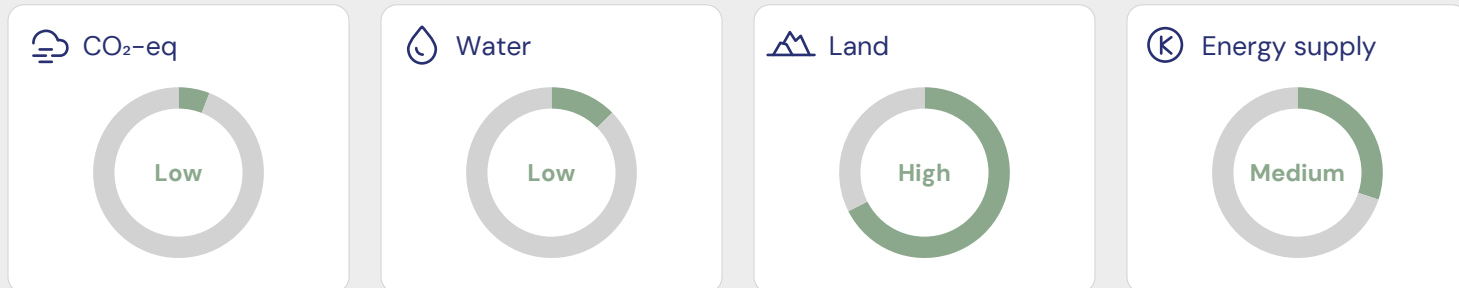 CO₂-eq
Low
Water
Low
Land
High
Energy supply
Medium